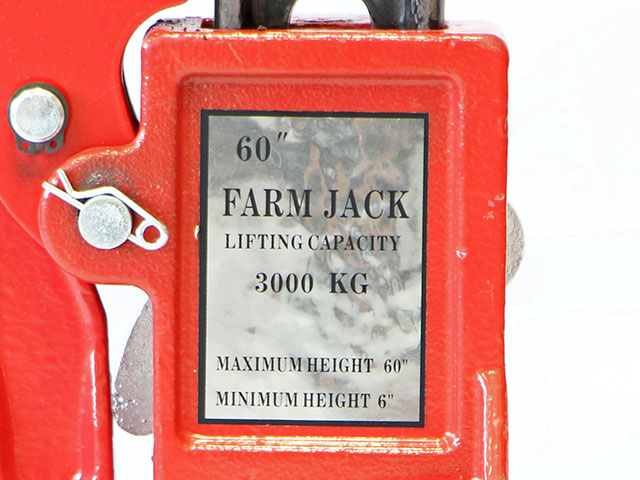 60"
FARM JACK
LIFTING CAPACITY
3000 KG
MAXIMUM HEIGHT 60"
MINIMUM HEIGHT 6"